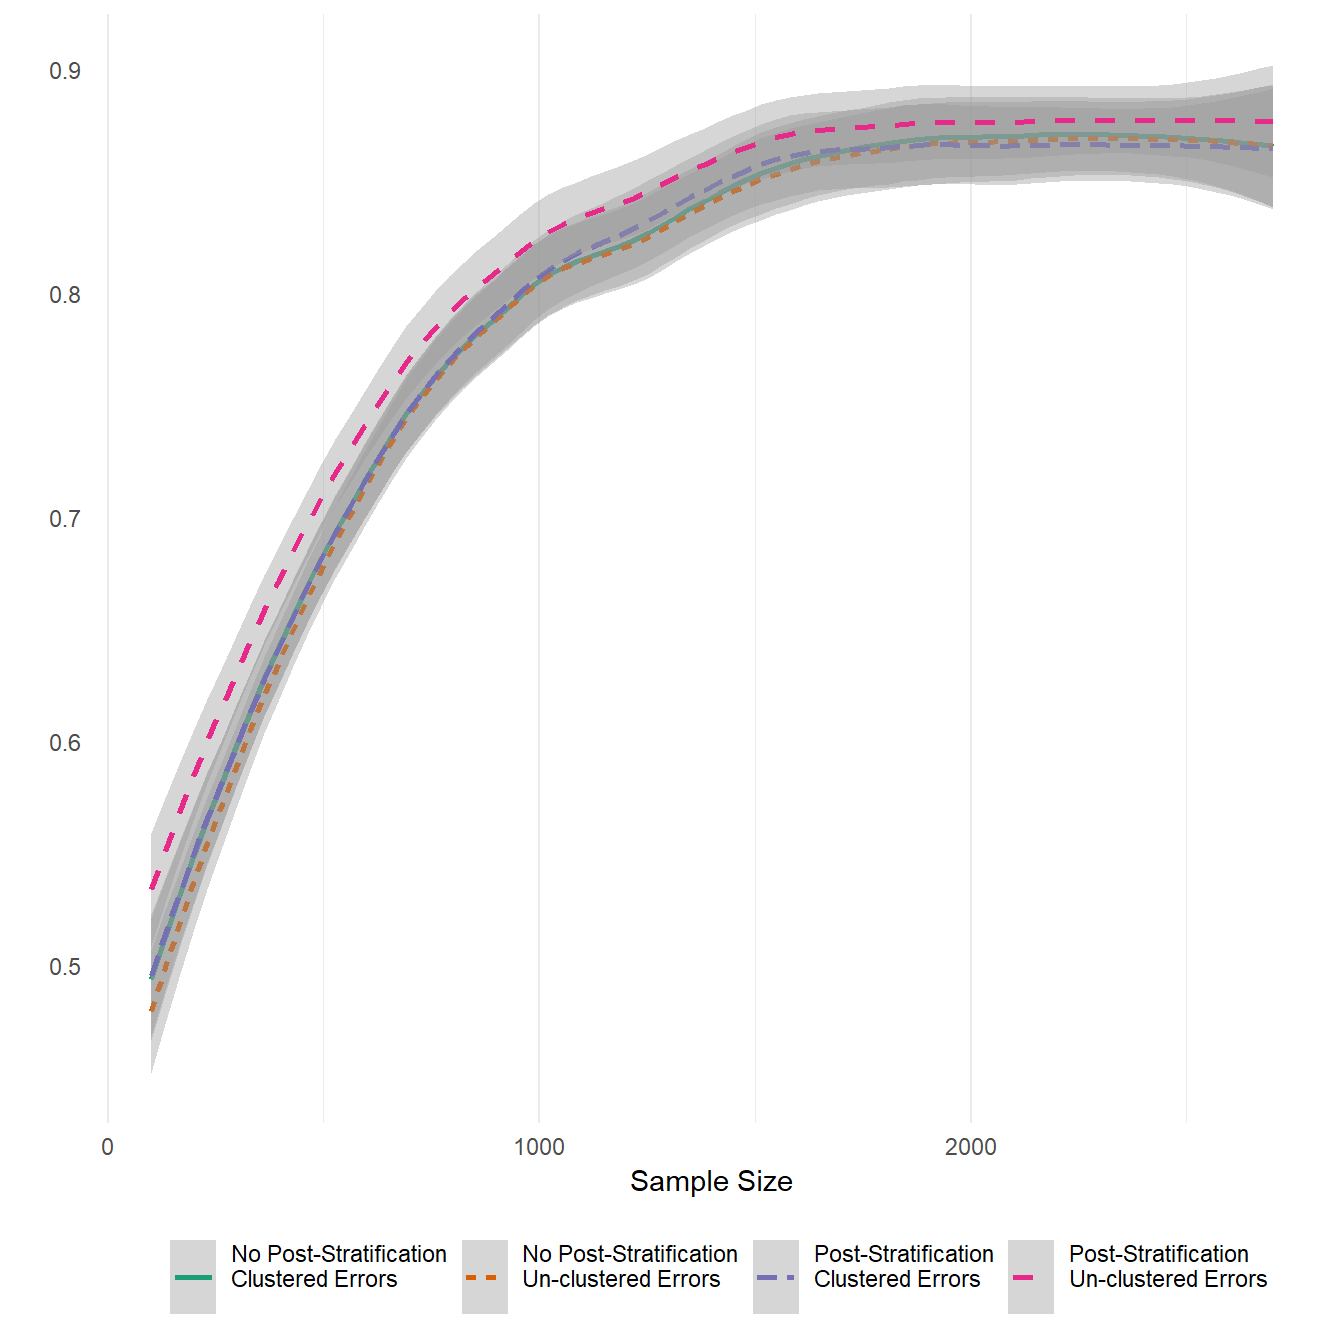 0.9
0.8
0.7
0.6
0.5
0
1000
2000
Sample Size
No Post-Stratification
Clustered Errors
No Post-Stratification
Un-clustered Errors
Post-Stratification
Clustered Errors
Post-Stratification
Un-clustered Errors